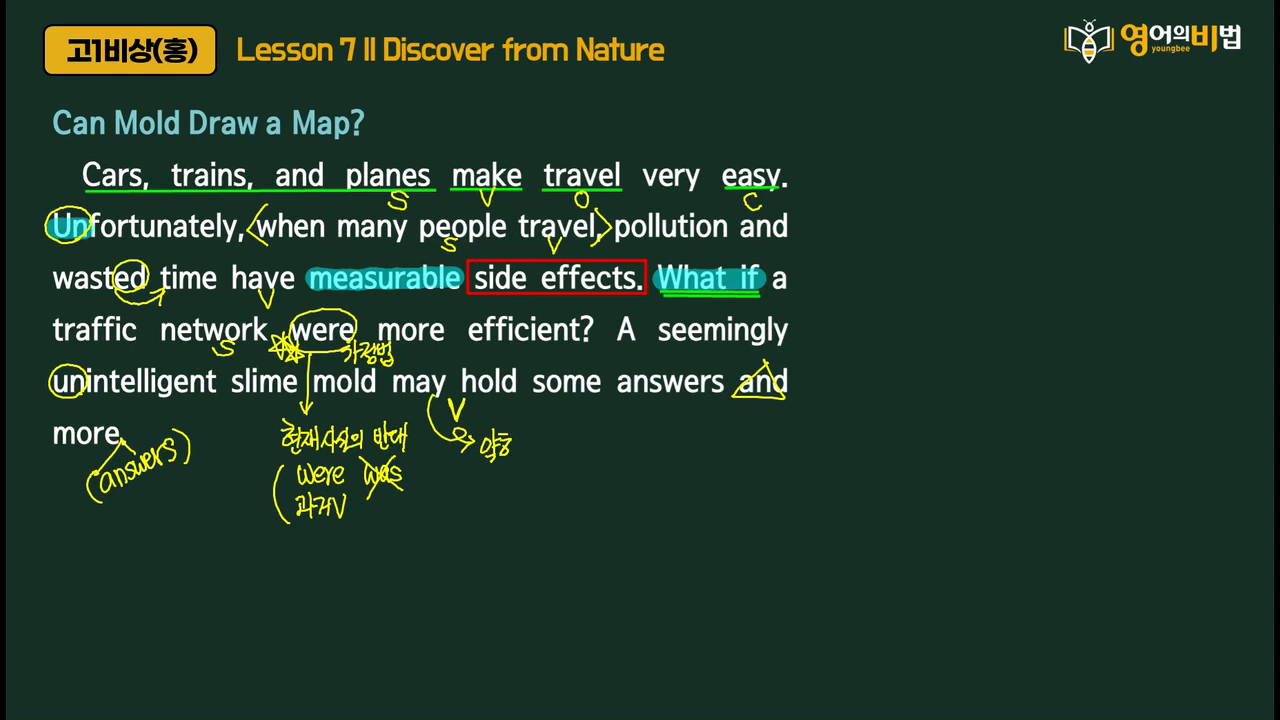 고1비상(홍)
Lesson 7 II Discover from Nature
영어의비법
youngbee
Can Mold Draw a Map?
Cars, trains, and planes make travel very easy.
S V O C
Unfortunately, when many people travel, pollution and
S V
wasted time have measurable side effects. What if a
V
traffic network were more efficient? A seemingly
S 가정법
unintelligent slime mold may hold some answers and
V
more.
(answers)
현재사실의 반대
약한
were was
과거V